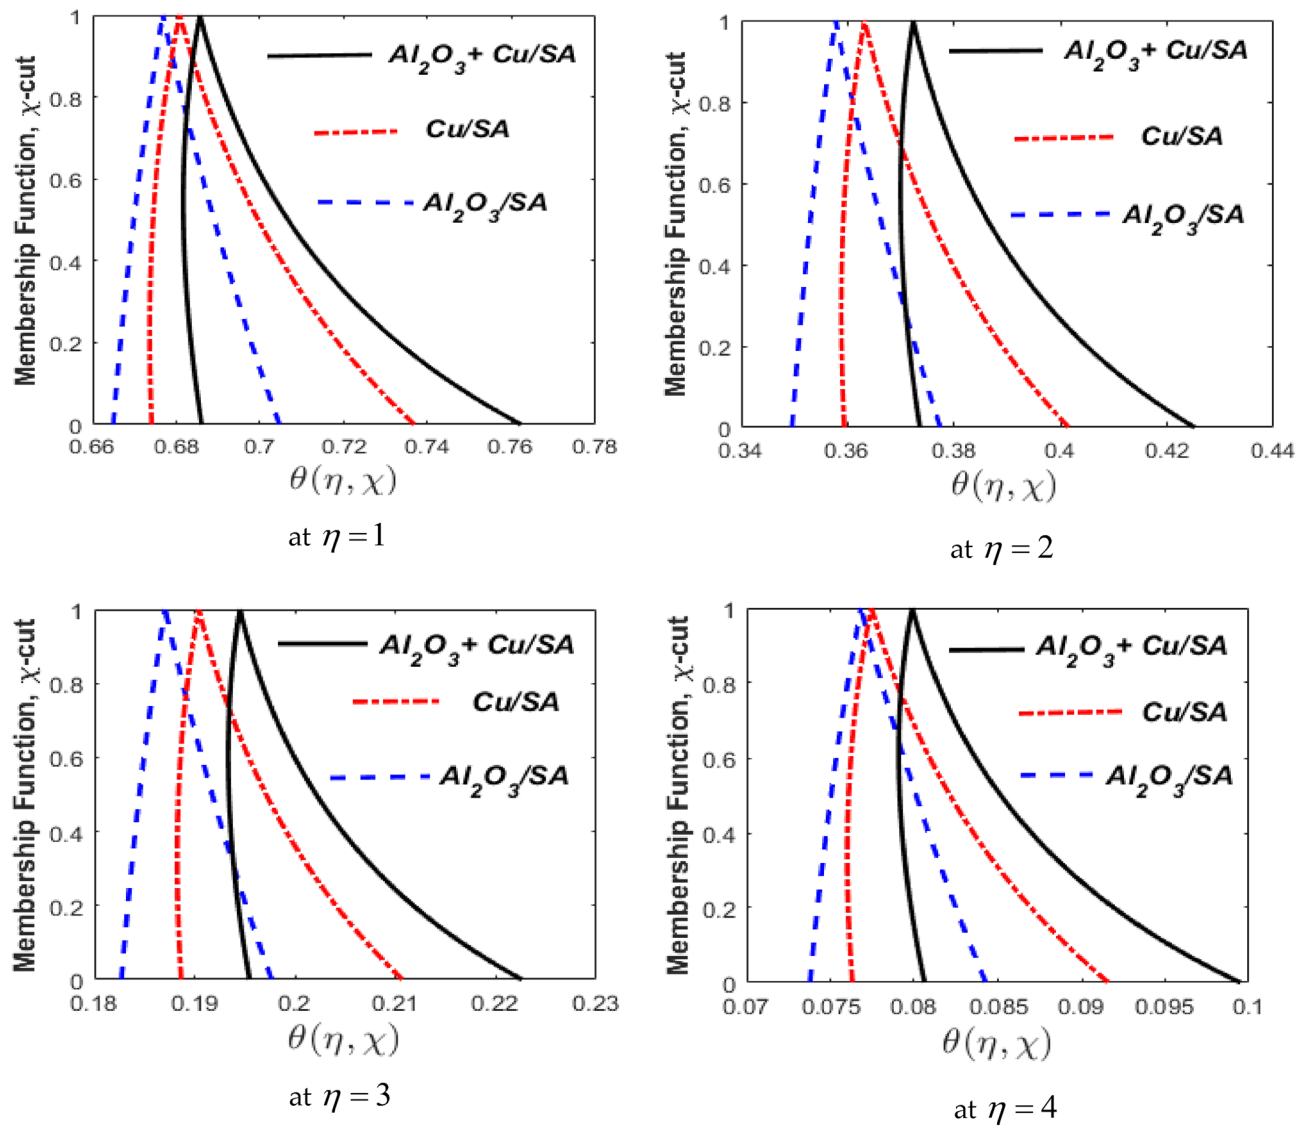 Membership Function, χ-cut
1
0.8
0.6
0.4
0.2
0
Al₂O₃+ Cu/SA
Cu/SA
Al₂O₃/SA
0.66 0.68 0.7 0.72 0.74 0.76 0.78
θ(η, χ)
at η = 1
Membership Function, χ-cut
1
0.8
0.6
0.4
0.2
0
Al₂O₃+ Cu/SA
Cu/SA
Al₂O₃/SA
0.34 0.36 0.38 0.4 0.42 0.44
θ(η, χ)
at η = 2
Membership Function, χ-cut
1
0.8
0.6
0.4
0.2
0
Al₂O₃+ Cu/SA
Cu/SA
Al₂O₃/SA
0.18 0.19 0.2 0.21 0.22 0.23
θ(η, χ)
at η = 3
Membership Function, χ-cut
1
0.8
0.6
0.4
0.2
0
Al₂O₃+ Cu/SA
Cu/SA
Al₂O₃/SA
0.07 0.075 0.08 0.085 0.09 0.095 0.1
θ(η, χ)
at η = 4